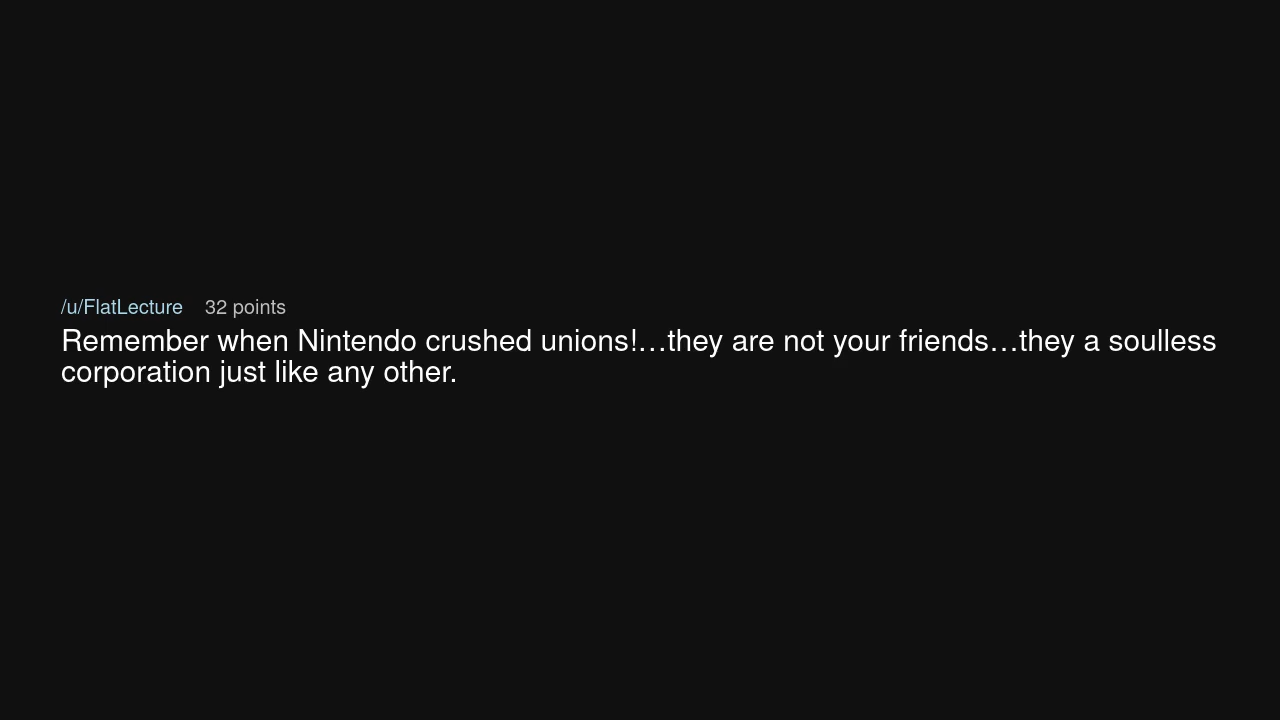 /u/FlatLecture 32 points
Remember when Nintendo crushed unions!…they are not your friends…they a soulless
corporation just like any other.